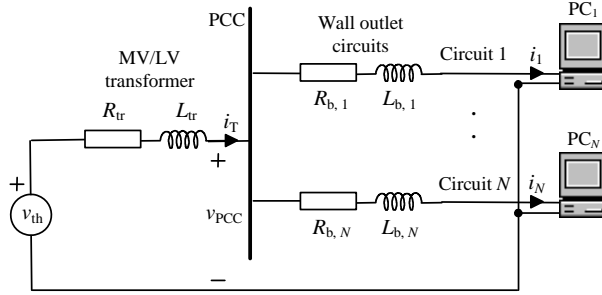 PCC
Wall outlet
circuits
Circuit 1
i1
PC1
MV/LV
transformer
Rtr
Ltr
iT
Rb, 1
Lb, 1
+
.
.
+
vth
vPCC
Circuit N
iN
PCN
Rb, N
Lb, N
−
−